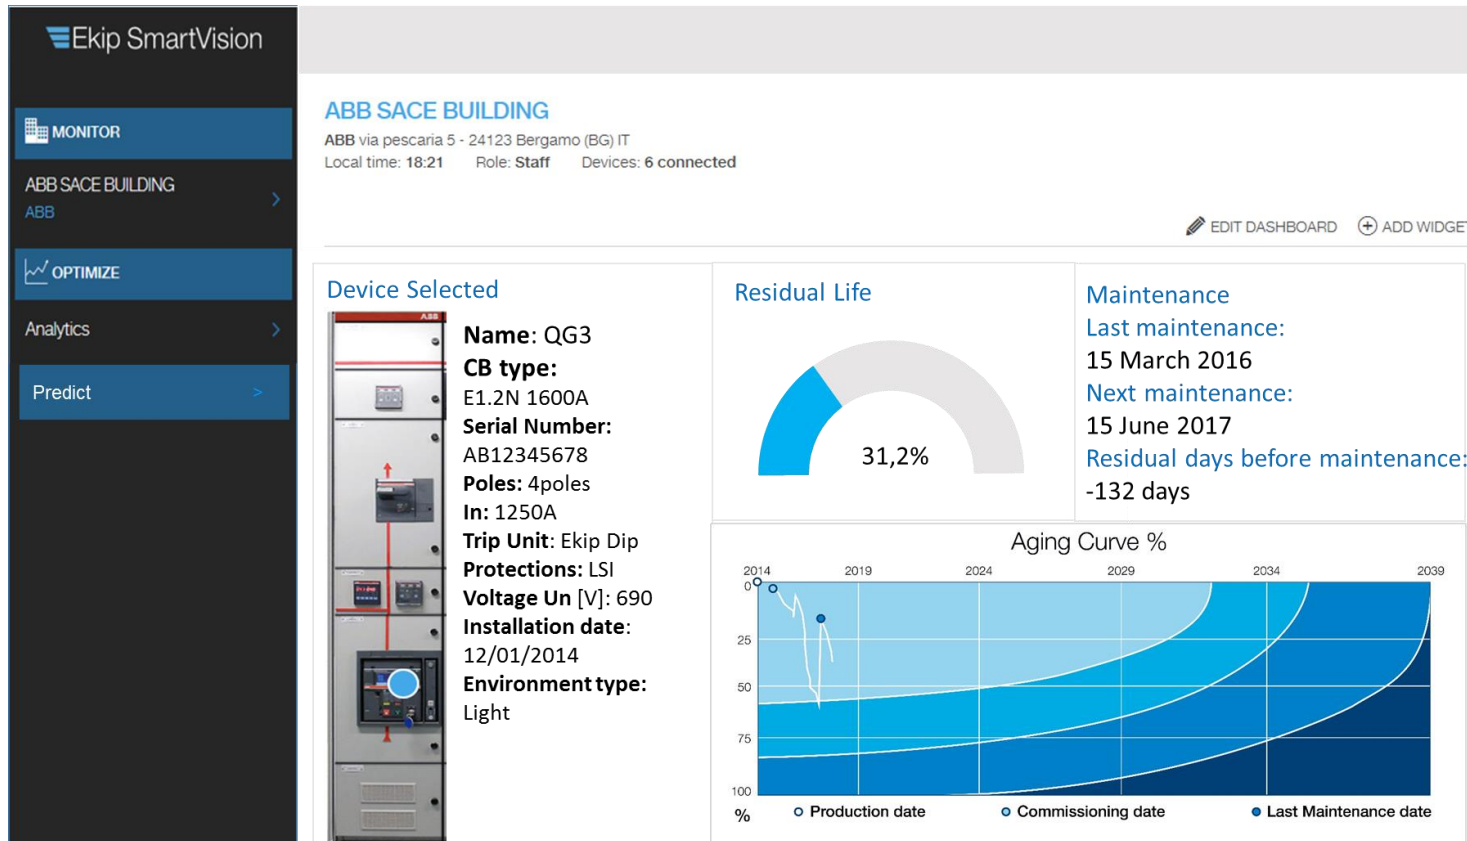 Ekip SmartVision
MONITOR
ABB SACE BUILDING
ABB
OPTIMIZE
Analytics >
Predict >
ABB SACE BUILDING
ABB via pescaria 5 - 24123 Bergamo (BG) IT
Local time: 18:21 Role: Staff Devices: 6 connected
EDIT DASHBOARD ADD WIDGET
Device Selected
ABB
Name: QG3
CB type:
E1.2N 1600A
Serial Number:
AB12345678
Poles: 4poles
In: 1250A
Trip Unit: Ekip Dip
Protections: LSI
Voltage Un [V]: 690
Installation date:
12/01/2014
Environment type:
Light
Residual Life
31,2%
Maintenance
Last maintenance:
15 March 2016
Next maintenance:
15 June 2017
Residual days before maintenance:
-132 days
Aging Curve %
2014 2019 2024 2029 2034 2039
0
25
50
75
100
%
Production date Commissioning date Last Maintenance date